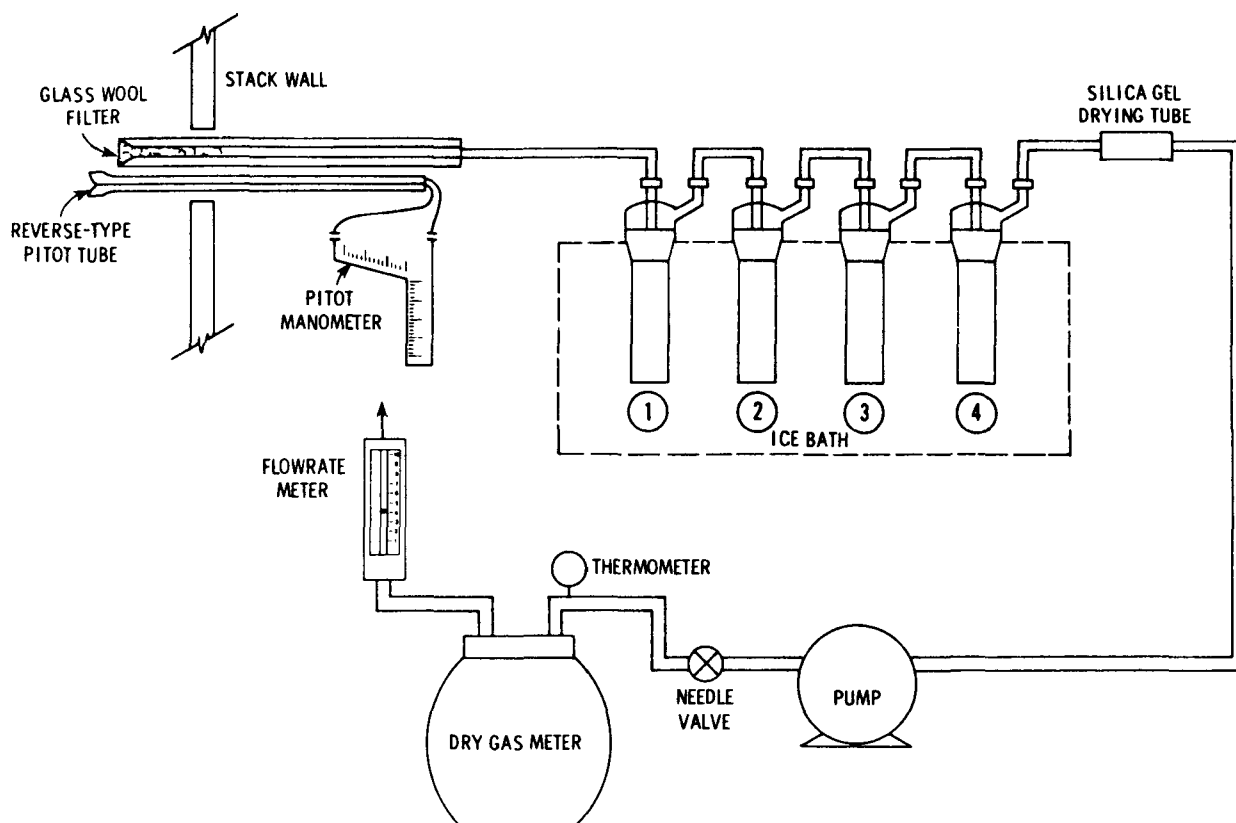 STACK WALL
GLASS WOOL
FILTER
SILICA GEL
DRYING TUBE
REVERSE-TYPE
PITOT TUBE
PITOT
MANOMETER
1
2
3
4
ICE BATH
FLOWRATE
METER
THERMOMETER
NEEDLE
VALVE
PUMP
DRY GAS METER